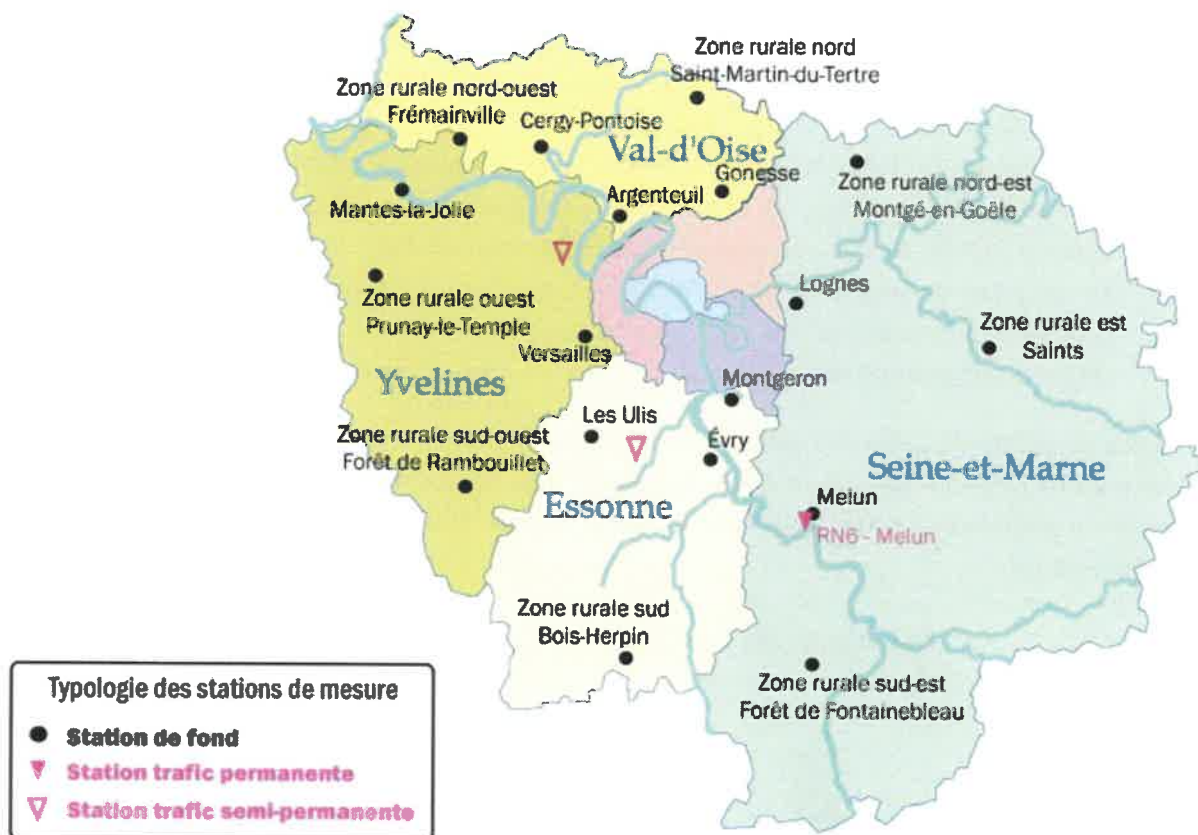 Zone rurale nord
Saint-Martin-du-Tertre
Zone rurale nord-ouest
Frémainville
Cergy-Pontoise
Val-d'Oise
Gonesse
Zone rurale nord-est
Montgé-en-Goële
Mantes-la-Jolie
Argenteuil
Lognes
Zone rurale ouest
Prunay-le-Temple
Zone rurale est
Saints
Versailles
Yvelines
Montgeron
Les Ulis
Évry
Zone rurale sud-ouest
Forêt de Rambouillet
Seine-et-Marne
Essonne
Melun
RN6 - Melun
Zone rurale sud
Bois-Herpin
Zone rurale sud-est
Forêt de Fontainebleau
Typologie des stations de mesure
Station de fond
Station trafic permanente
Station trafic semi-permanente